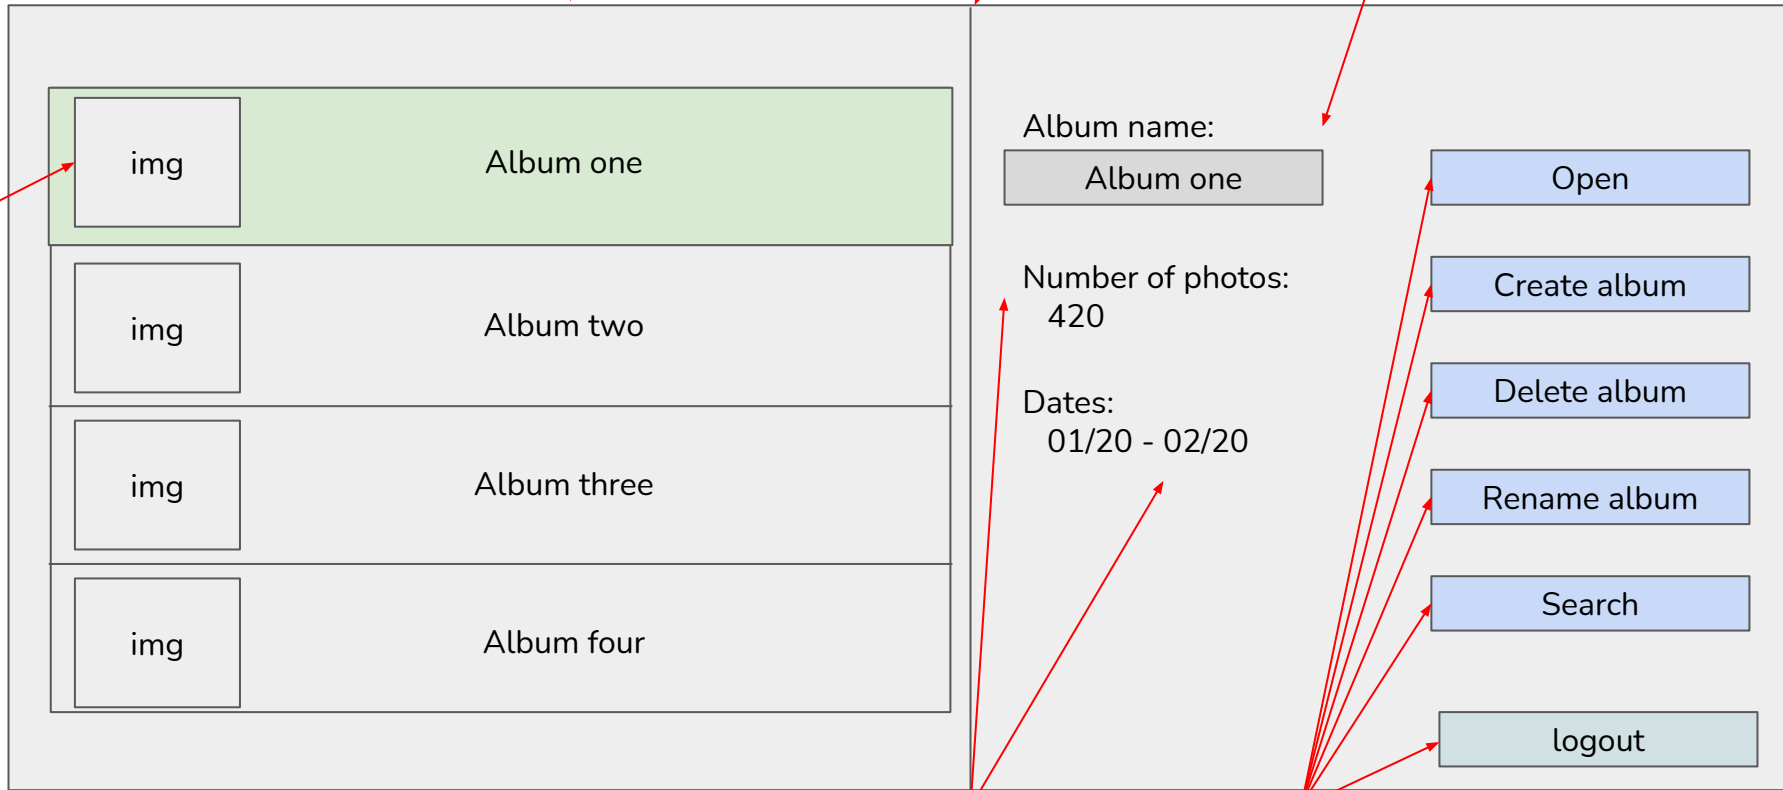 img
Album one
img
Album two
img
Album three
img
Album four
Album name:
Album one
Number of photos:
420
Dates:
01/20 - 02/20
Open
Create album
Delete album
Rename album
Search
logout